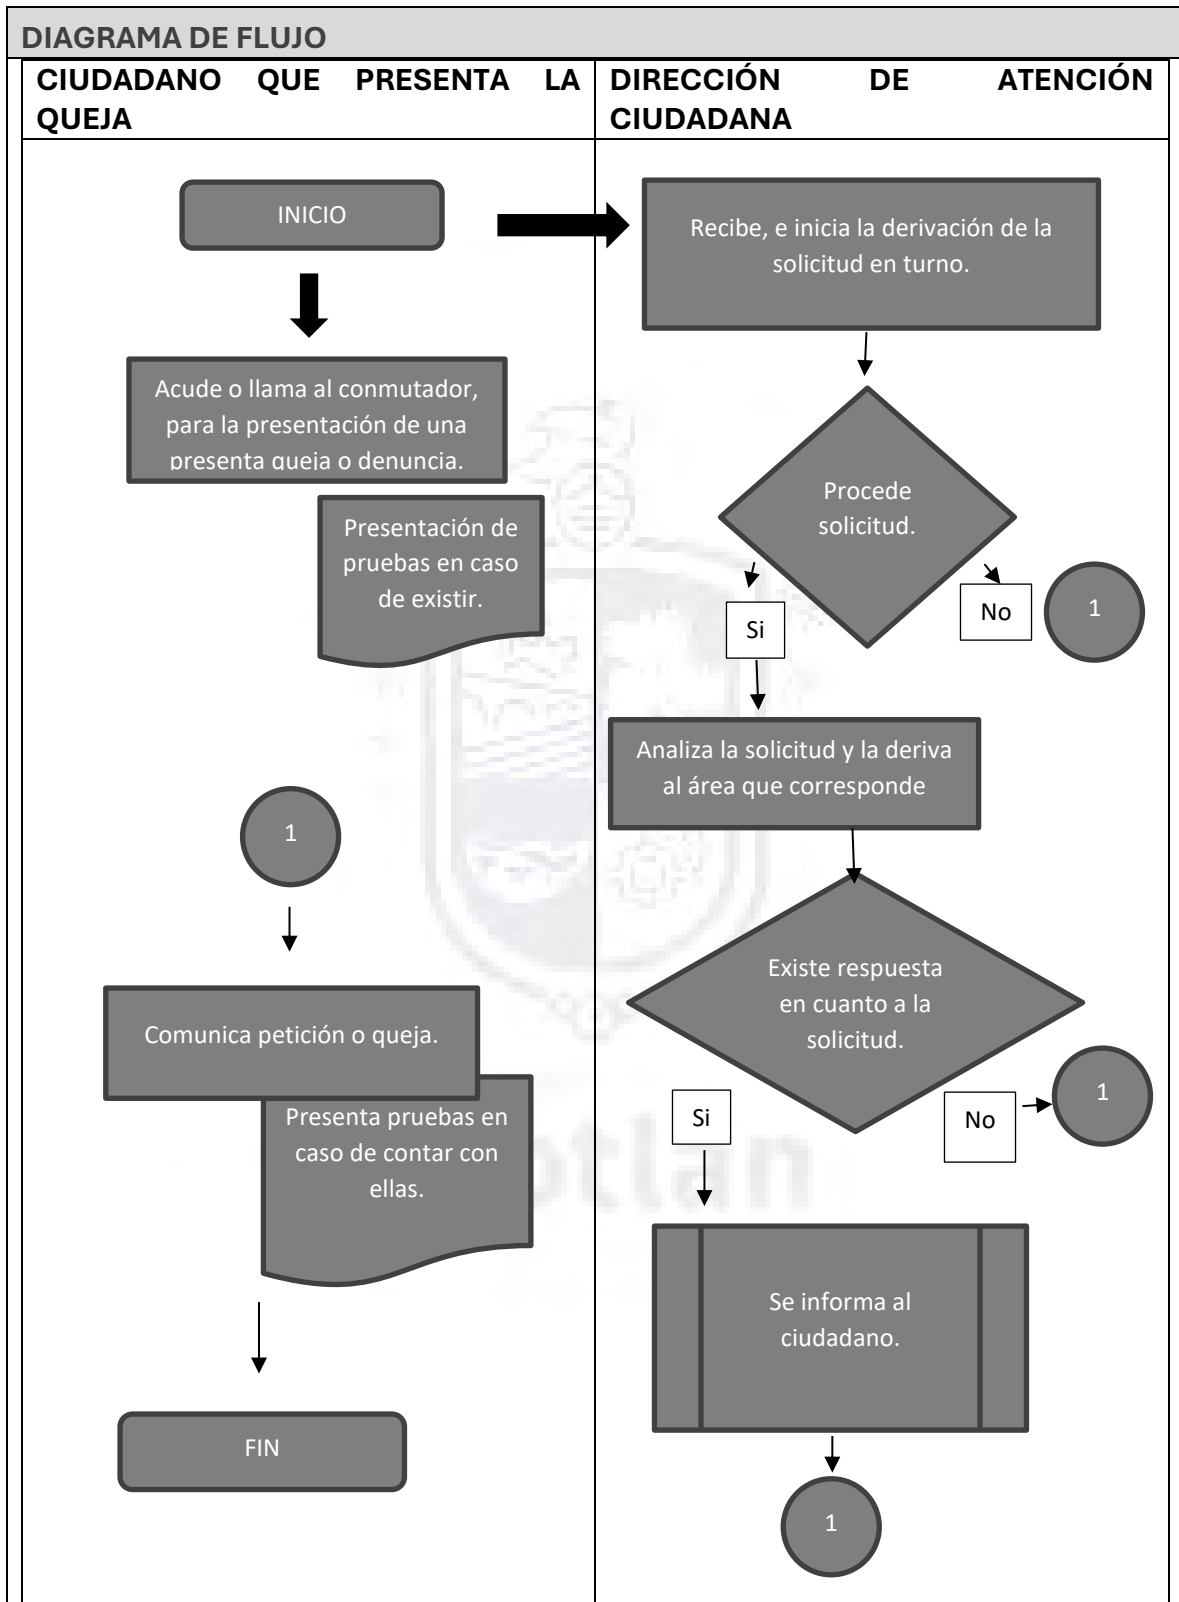 DIAGRAMA DE FLUJO
CIUDADANO QUE PRESENTA LA
QUEJA
INICIO
Acude o llama al conmutador,
para la presentación de una
presenta queja o denuncia.
Presentación de
pruebas en caso
de existir.
1
Comunica petición o queja.
Presenta pruebas en
caso de contar con
ellas.
FIN
DIRECCIÓN DE ATENCIÓN
CIUDADANA
Recibe, e inicia la derivación de la
solicitud en turno.
Procede
solicitud.
Si
No
1
Analiza la solicitud y la deriva
al área que corresponde
Existe respuesta
en cuanto a la
solicitud.
Si
No
1
Se informa al
ciudadano.
1